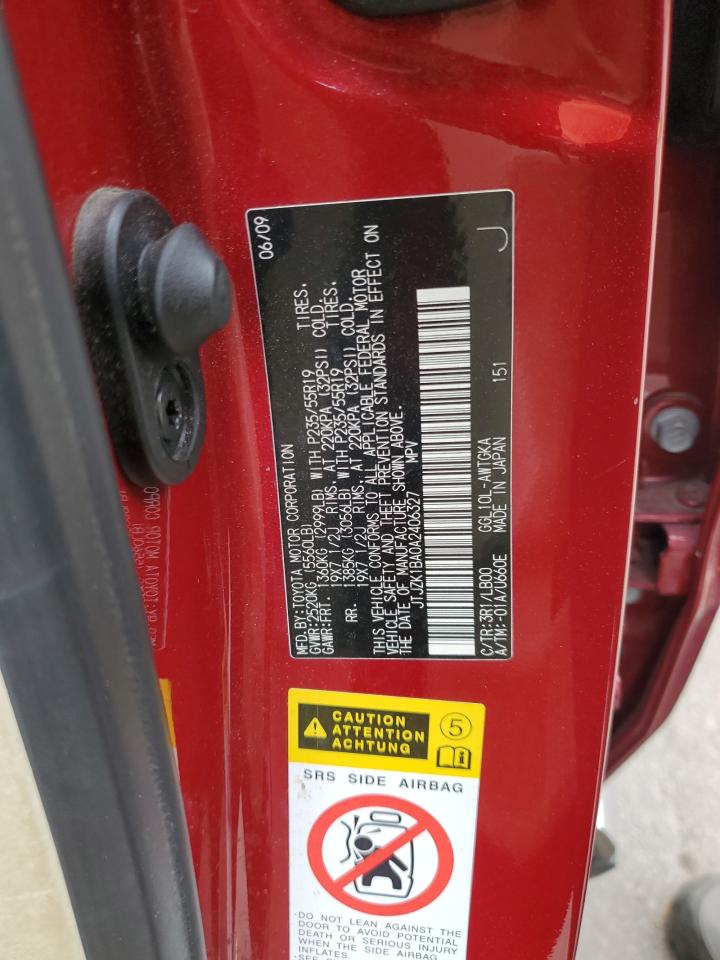 MFD.BY:TOYOTA MOTOR CORPORATION 06/09
GVWR:2520KG (5560LB)
GAWR:FRT. 1360KG (2999LB) WITH P235/55R19 TIRES.
19X7 1/2J RIMS. AT 220KPA (32PSI) COLD.
RR. 1385KG (3056LB) WITH P235/55R19 TIRES.
19X7 1/2J RIMS. AT 220KPA (32PSI) COLD.
THIS VEHICLE CONFORMS TO ALL APPLICABLE FEDERAL MOTOR
VEHICLE SAFETY AND THEFT PREVENTION STANDARDS IN EFFECT ON
THE DATE OF MANUFACTURE SHOWN ABOVE.
JTJZK1BA0A2406327 MPV
C/TR:3R1/LB00 GGL10L-AWTGKA 151
A/TM:-01A/U660E MADE IN JAPAN J
CAUTION
ATTENTION
ACHTUNG
5
SRS SIDE AIRBAG
·DO NOT LEAN AGAINST THE
DOOR TO AVOID POTENTIAL
DEATH OR SERIOUS INJURY
WHEN THE SIDE AIRBAG
INFLATES.